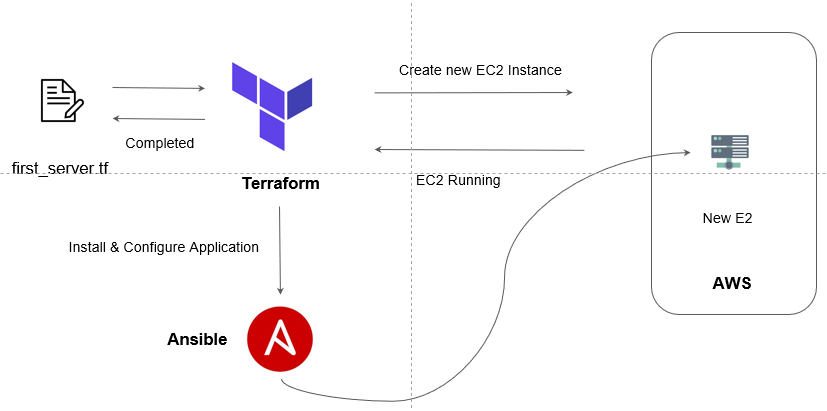 Create new EC2 Instance
Completed
first_server.tf
Terraform
EC2 Running
New E2
Install & Configure Application
AWS
Ansible